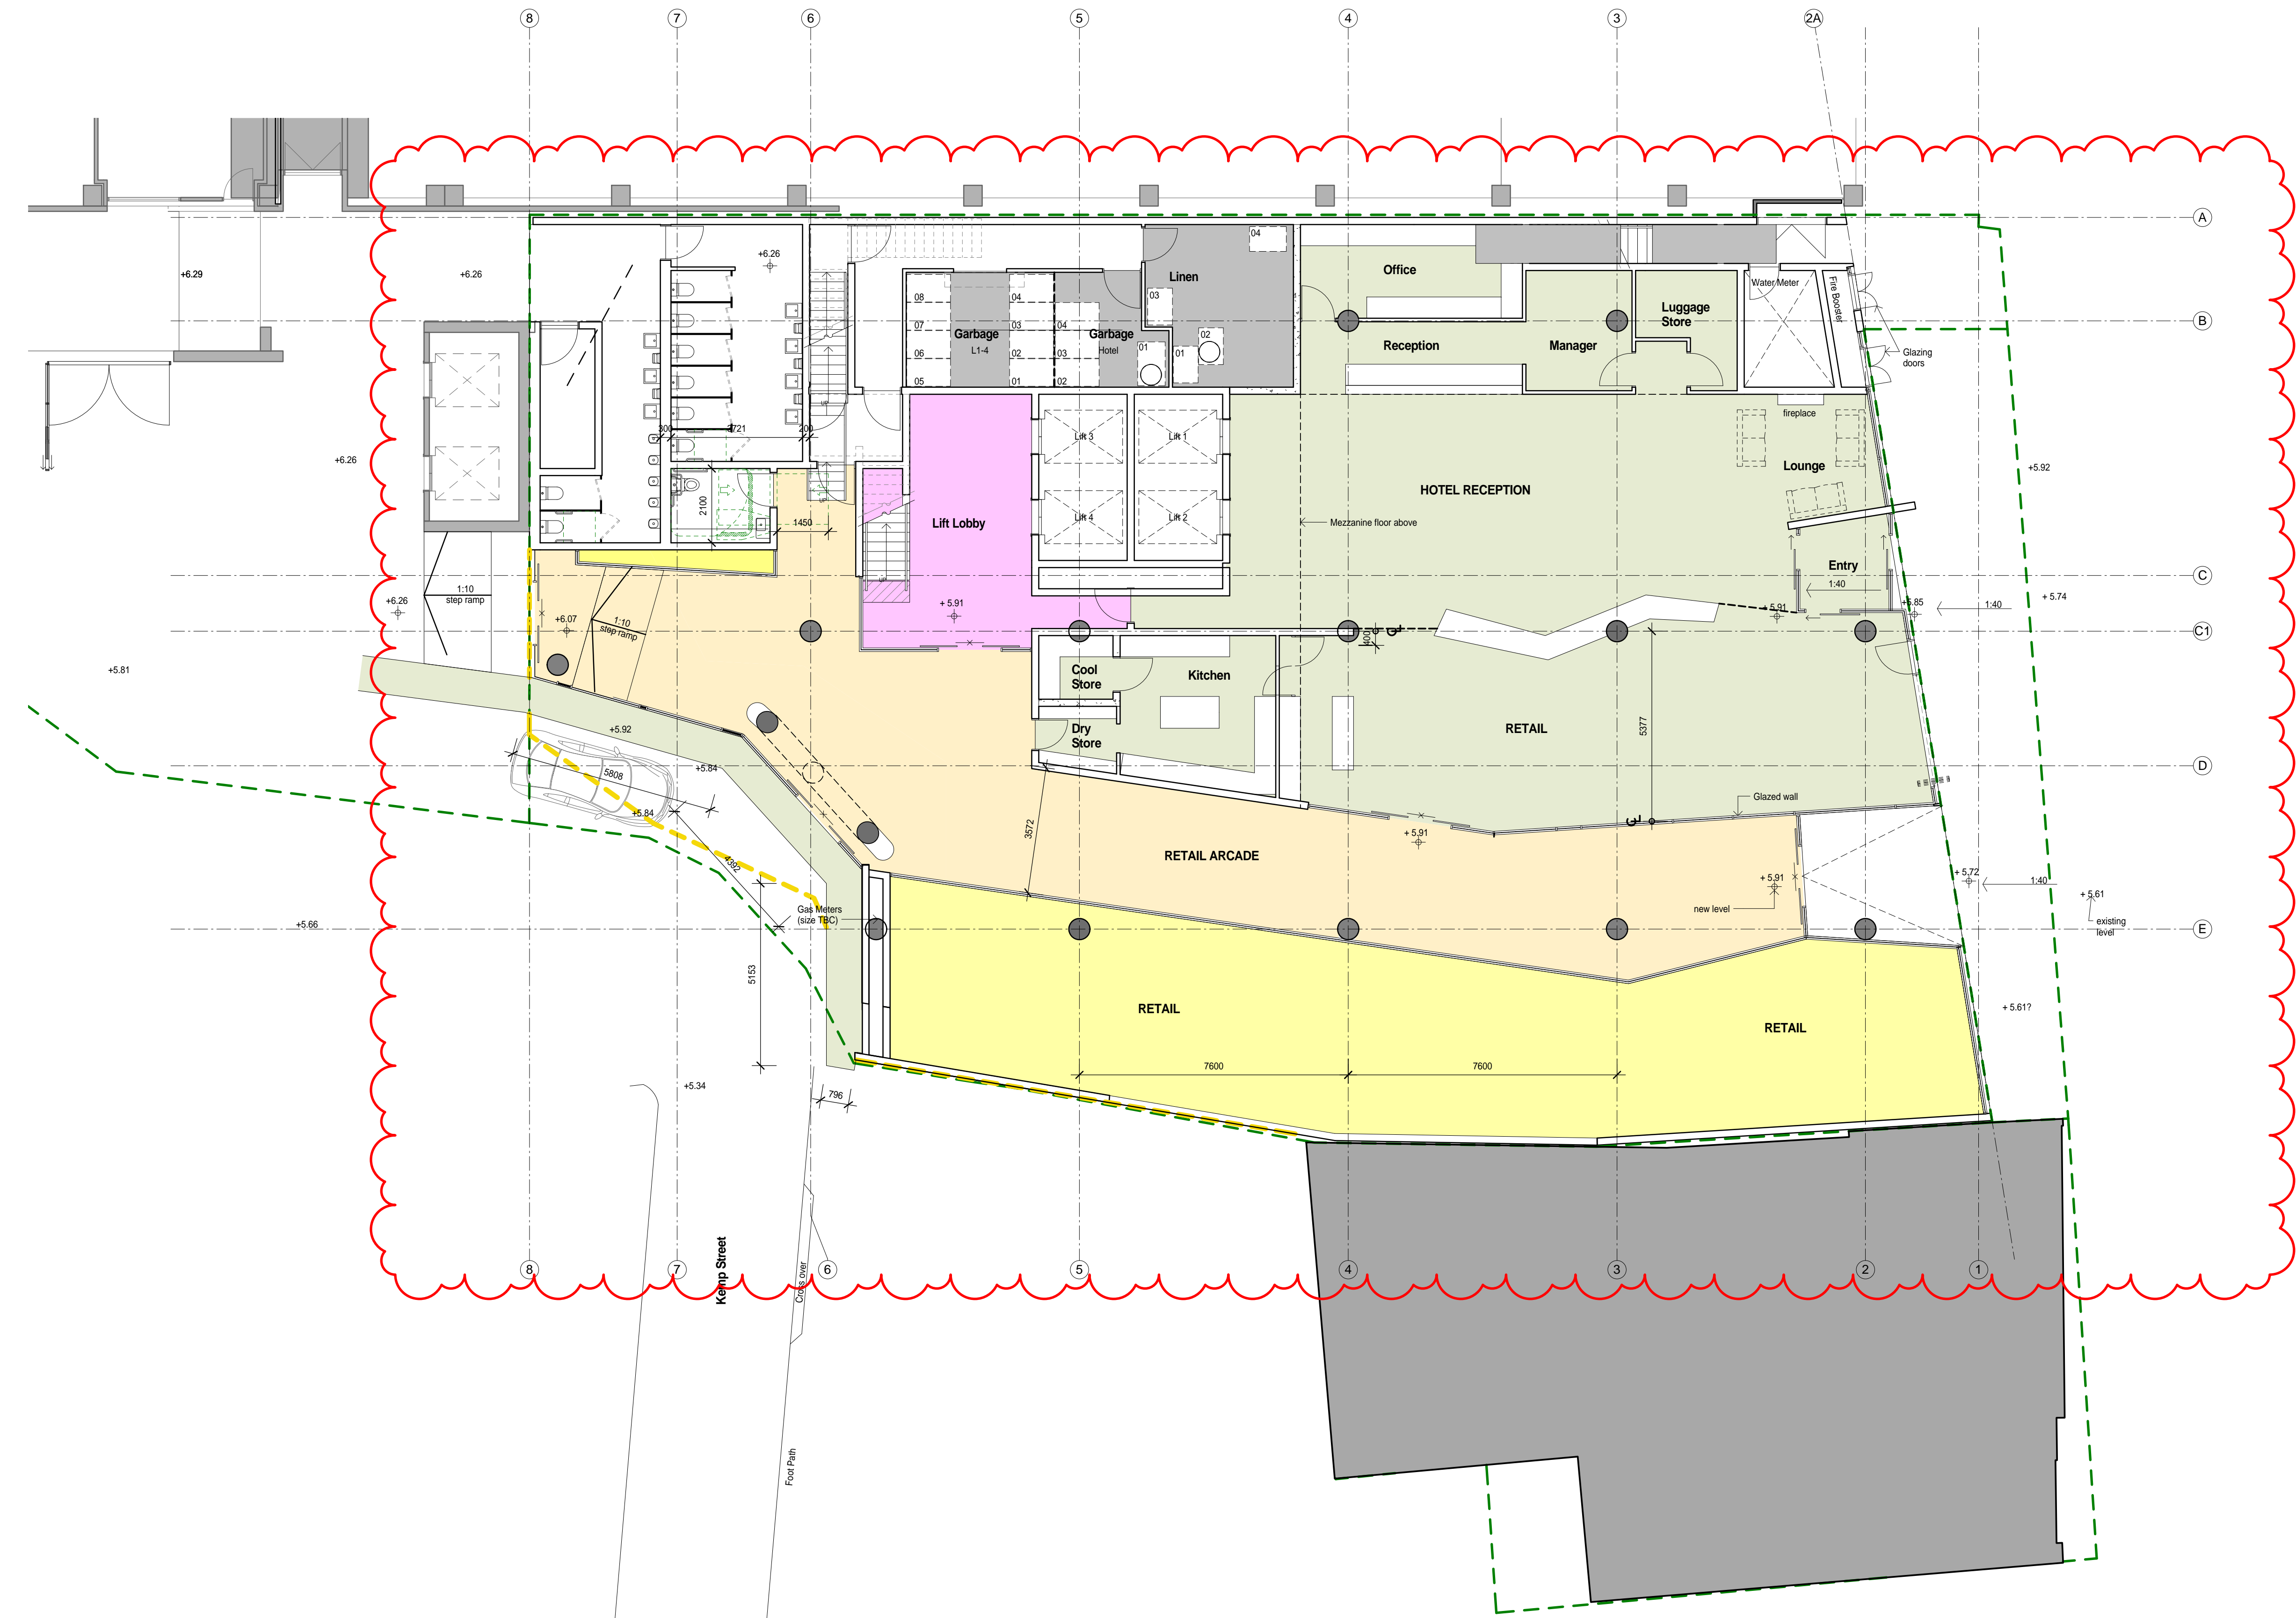 8
7
6
5
4
3
2A
A
+6.29
+6.26
+6.26
04
Linen
Office
Water Meter
Fire Booster
08
04
03
Garbage
L1-4
Garbage
Hotel
Luggage
Store
B
07
03
04
02
Reception
Manager
Glazing
doors
06
02
03
01
01
05
01
02
fireplace
300
2721
200
UP
Lift 3
Lift 1
+6.26
Lounge
+5.92
HOTEL RECEPTION
2100
1450
UP
Lift Lobby
Lift 4
Lift 2
Mezzanine floor above
Entry
UP
C
1:10
step ramp
1:40
+6.26
+ 5.91
+ 5.91
+5.85
1:40
+ 5.74
+6.07
1:10
step ramp
400
C1
+5.81
Cool
Store
Kitchen
+5.92
Dry
Store
RETAIL
5377
+5.84
D
5808
+5.84
Glazed wall
3572
+ 5.91
RETAIL ARCADE
4392
+ 5.91
+ 5.72
1:40
+ 5.61
Gas Meters
(size TBC)
new level
existing
level
+5.66
E
5153
RETAIL
+ 5.61?
RETAIL
7600
7600
+5.34
796
Kemp Street
Cross over
8
7
6
5
4
3
2
1
Foot Path